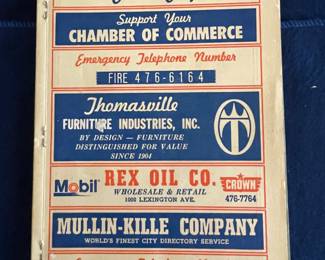 Support Your
CHAMBER OF COMMERCE
Emergency Telephone Number
FIRE 476-6164
Thomasville
FURNITURE INDUSTRIES, INC.
BY DESIGN - FURNITURE
DISTINGUISHED FOR VALUE
SINCE 1904
T
Mobil
REX OIL CO.
WHOLESALE & RETAIL
1002 LEXINGTON AVE.
CROWN
476-7764
MULLIN-KILLE COMPANY
WORLD'S FINEST CITY DIRECTORY SERVICE